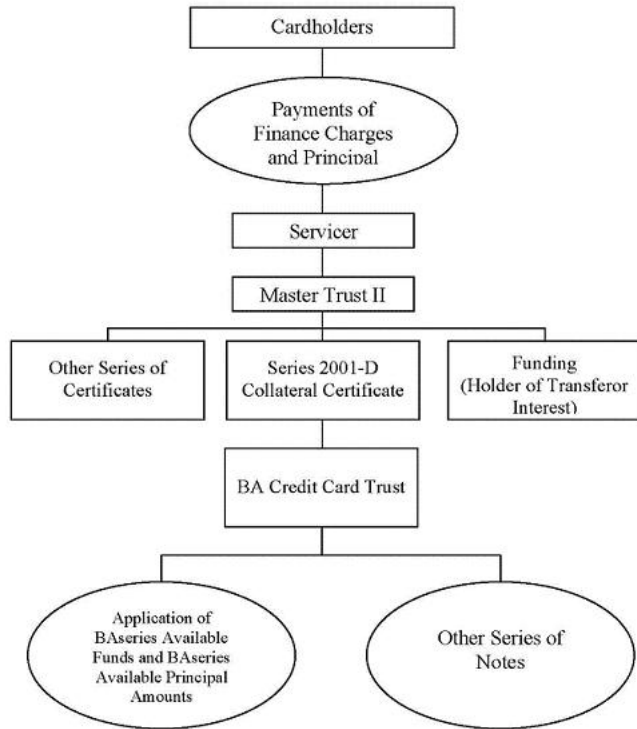 Cardholders
Payments of
Finance Charges
and Principal
Servicer
Master Trust II
Other Series of
Certificates
Series 2001-D
Collateral Certificate
Funding
(Holder of Transferor
Interest)
BA Credit Card Trust
Application of
BAseries Available
Funds and BAseries
Available Principal
Amounts
Other Series of
Notes